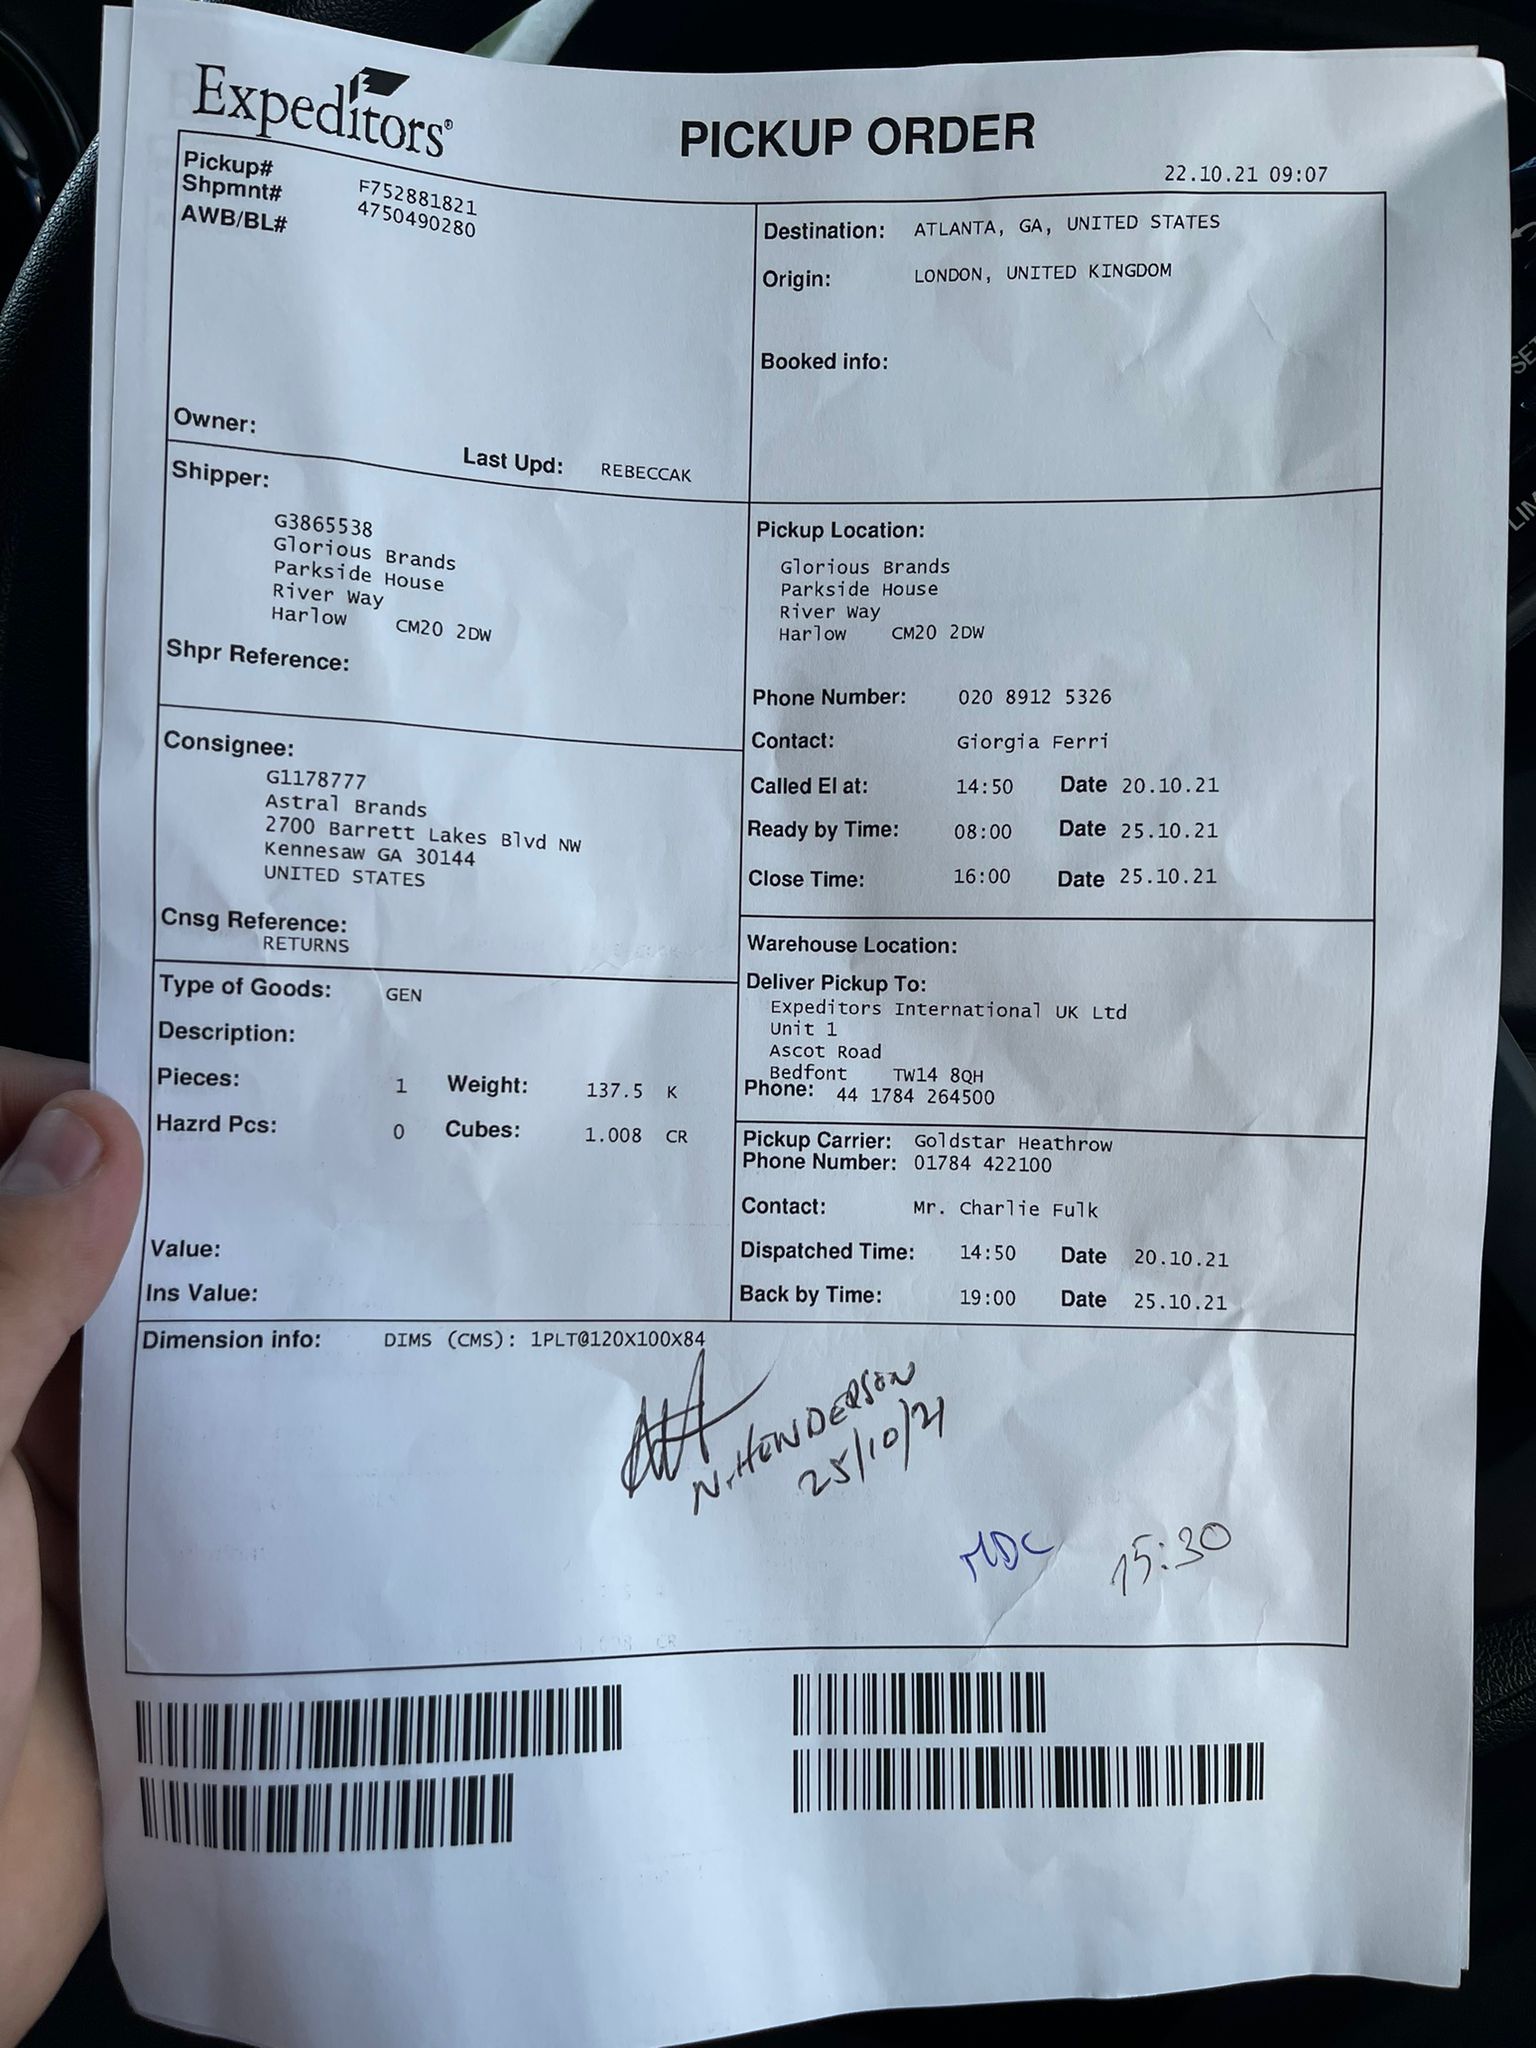 Expeditors®
PICKUP ORDER
22.10.21 09:07
Pickup# F752881821
Shpmnt# 4750490280
AWB/BL#
Owner:
Last Upd: REBECCAK
Destination: ATLANTA, GA, UNITED STATES
Origin: LONDON, UNITED KINGDOM
Booked info:
Shipper:
G3865538
Glorious Brands
Parkside House
River Way
Harlow CM20 2DW
Shpr Reference:
Pickup Location:
Glorious Brands
Parkside House
River Way
Harlow CM20 2DW
Phone Number: 020 8912 5326
Contact: Giorgia Ferri
Called EI at: 14:50 Date 20.10.21
Ready by Time: 08:00 Date 25.10.21
Close Time: 16:00 Date 25.10.21
Consignee:
G1178777
Astral Brands
2700 Barrett Lakes Blvd NW
Kennesaw GA 30144
UNITED STATES
Cnsg Reference:
RETURNS
Warehouse Location:
Deliver Pickup To:
Expeditors International UK Ltd
Unit 1
Ascot Road
Bedfont TW14 8QH
Phone: 44 1784 264500
Type of Goods: GEN
Description:
Pieces: 1 Weight: 137.5 K
Hazrd Pcs: 0 Cubes: 1.008 CR
Value:
Ins Value:
Pickup Carrier: Goldstar Heathrow
Phone Number: 01784 422100
Contact: Mr. Charlie Fulk
Dispatched Time: 14:50 Date 20.10.21
Back by Time: 19:00 Date 25.10.21
Dimension info: DIMS (CMS): 1PLT@120X100X84
N. HENDERSON
25/10/21
MDC 15:30